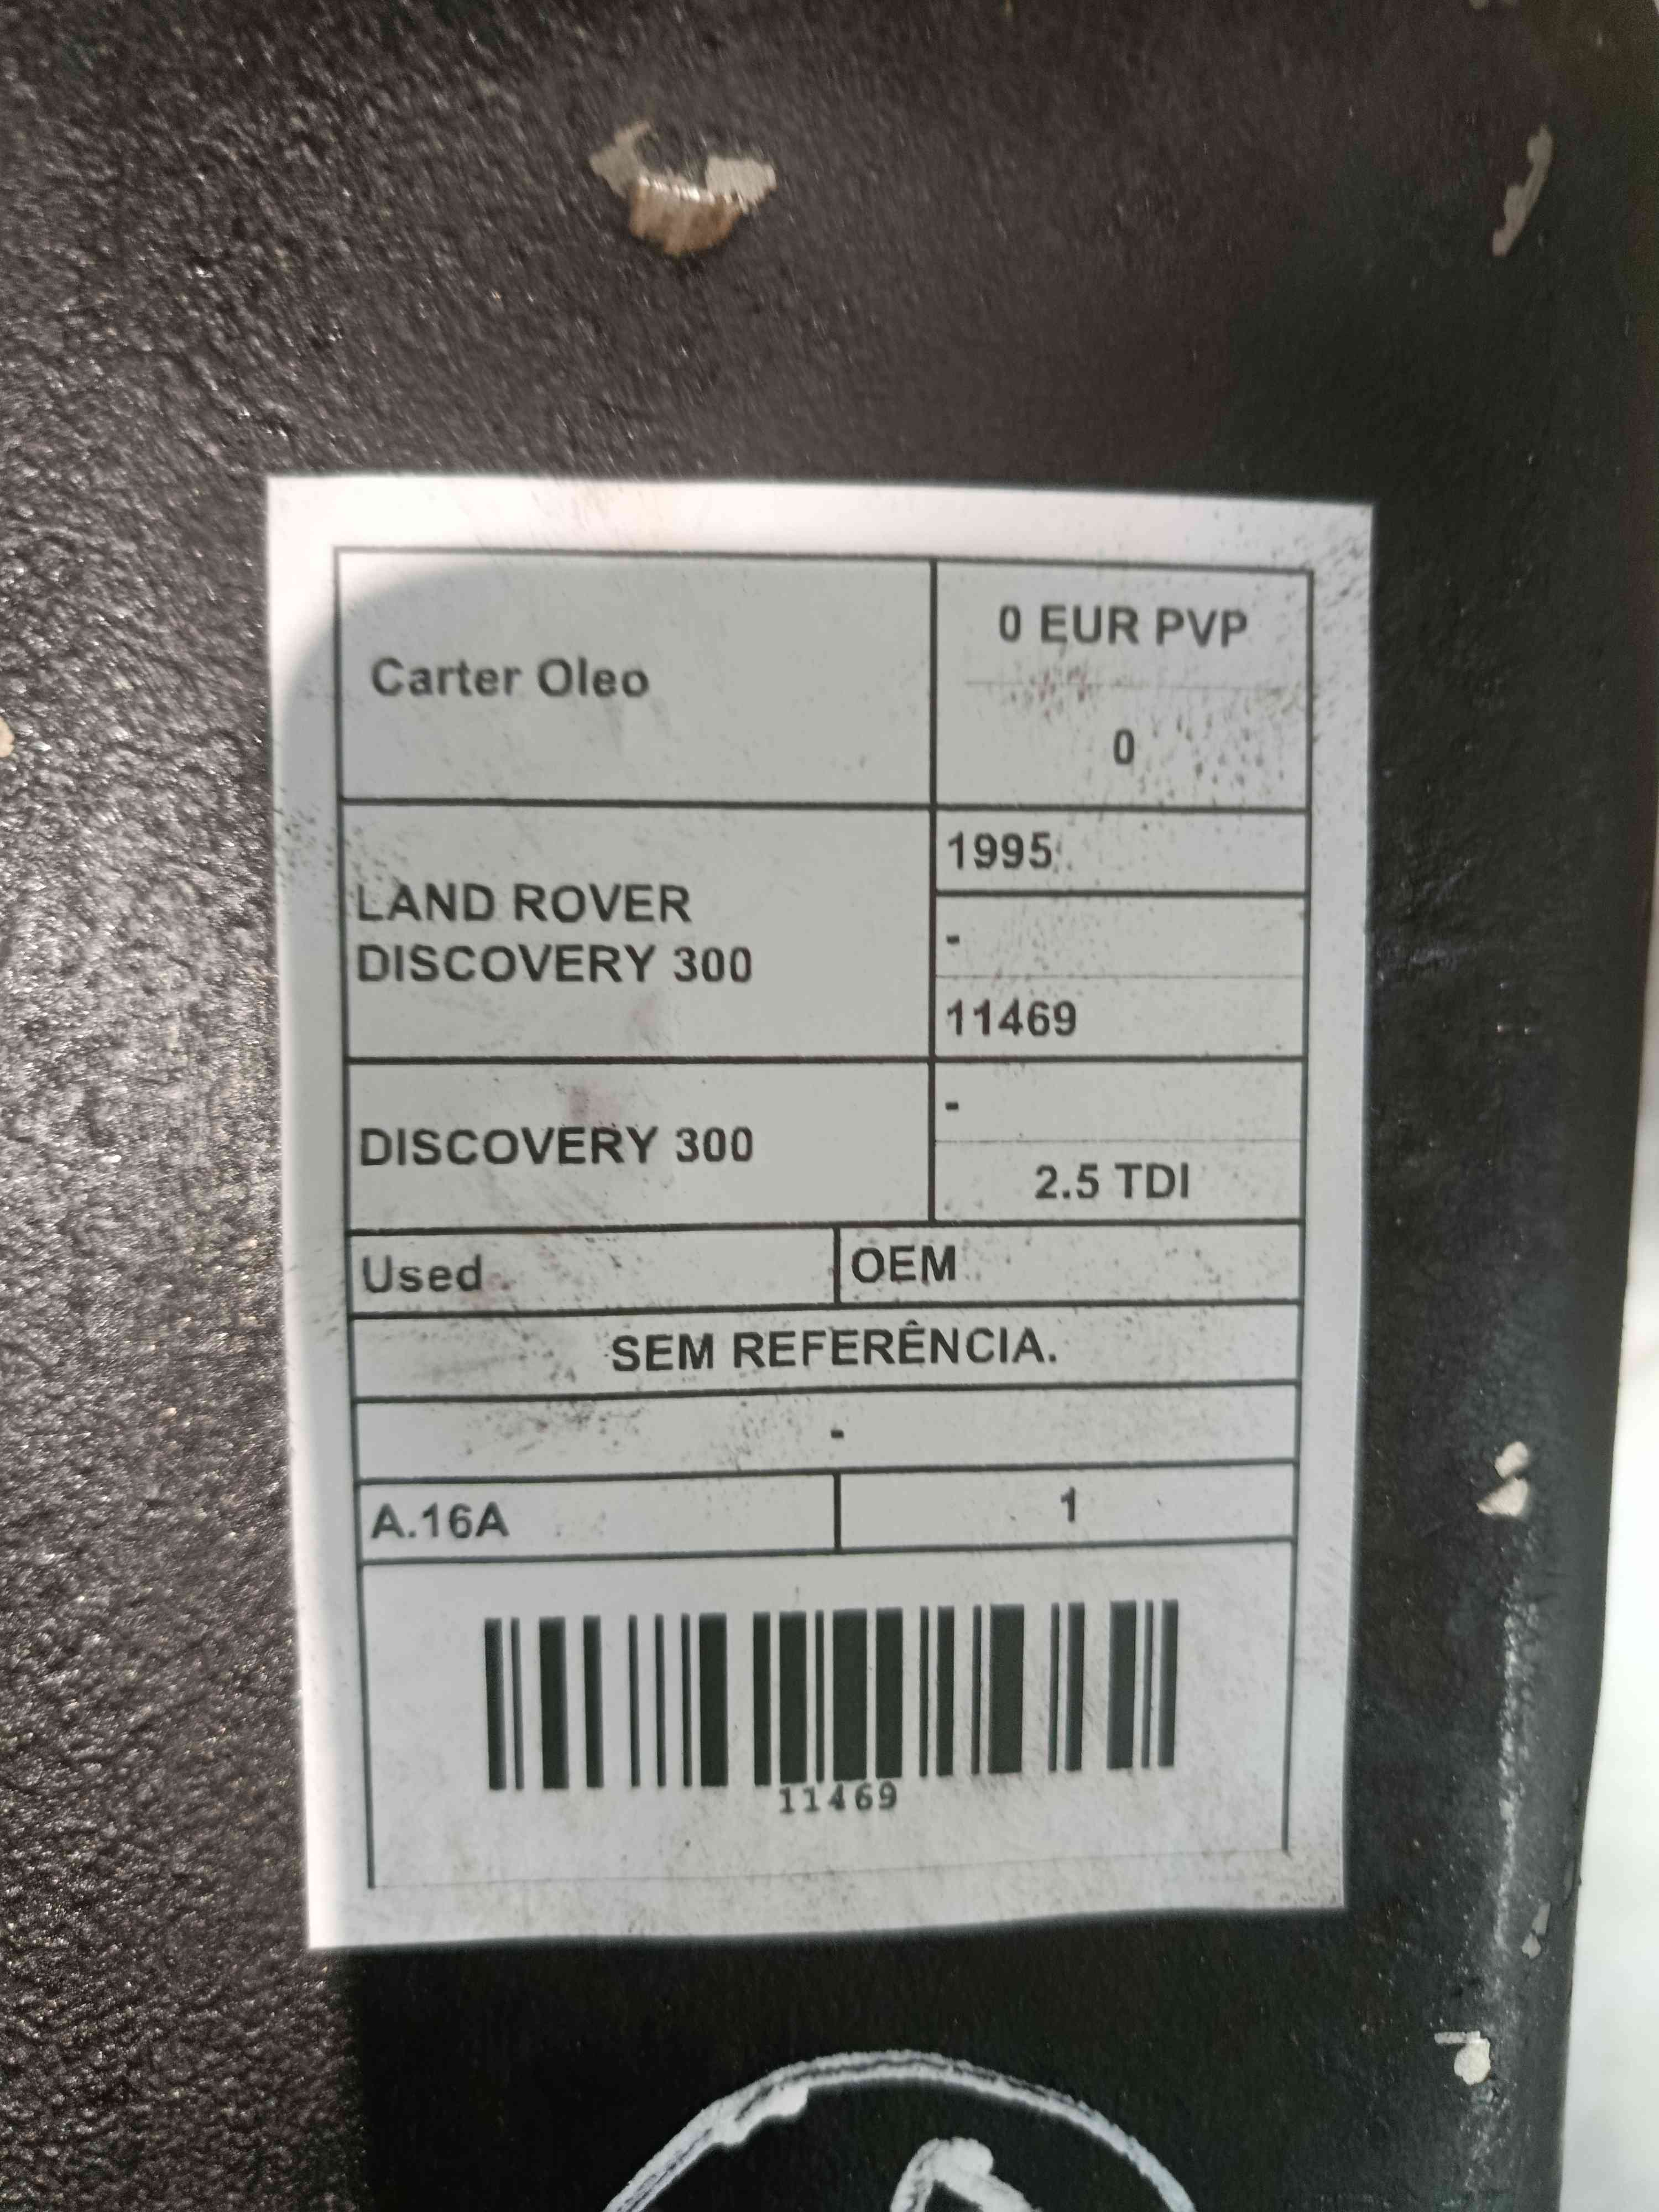 Carter Oleo
0 EUR PVP
0
LAND ROVER
DISCOVERY 300
1995
-
11469
DISCOVERY 300
-
2.5 TDI
Used
OEM
SEM REFERÊNCIA.
-
A.16A
1
11469